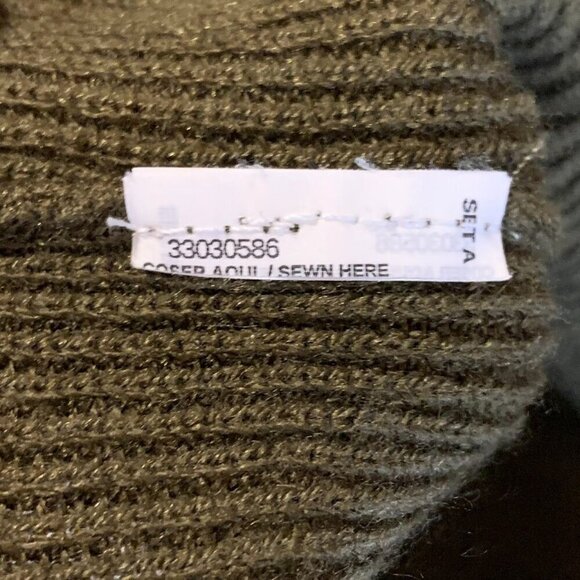 33030586
COSER AQUI / SEWN HERE
SET A